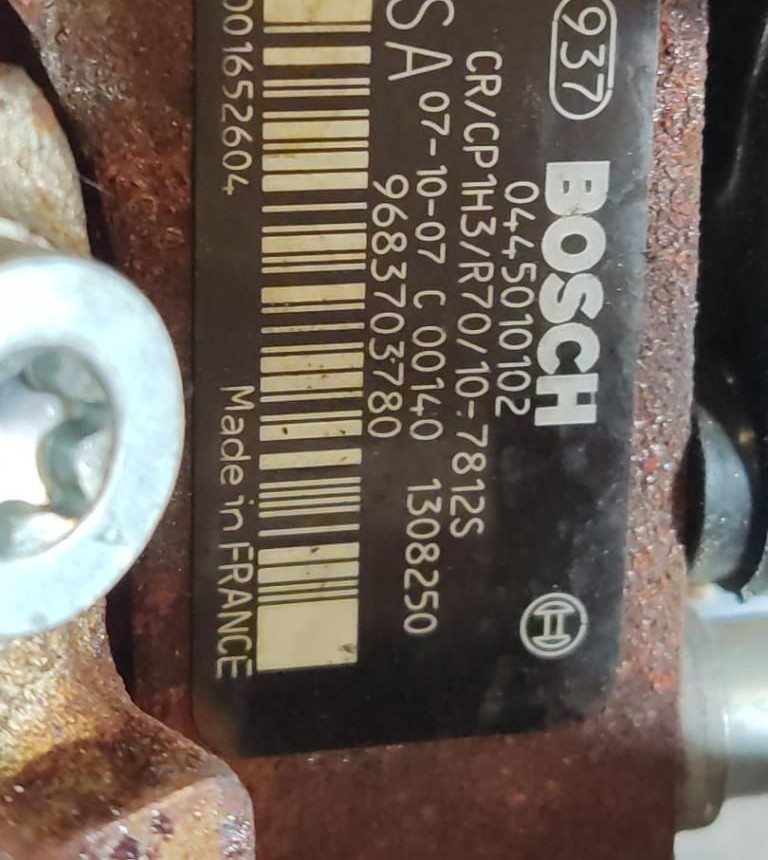 937 BOSCH
0445010102
CR/CP1H3/R70/10-7812S
SA 07-10-07 C 00140 1308250
9683703780
001652604 Made in FRANCE